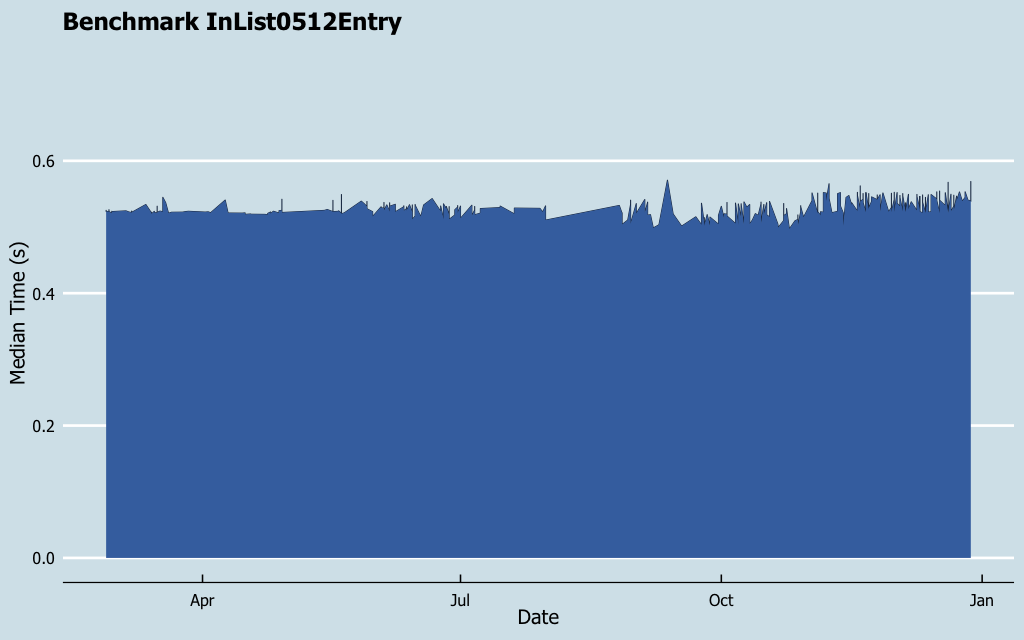 Benchmark InList0512Entry
0.6
0.4
0.2
0.0
Median Time (s)
Apr
Jul
Oct
Jan
Date